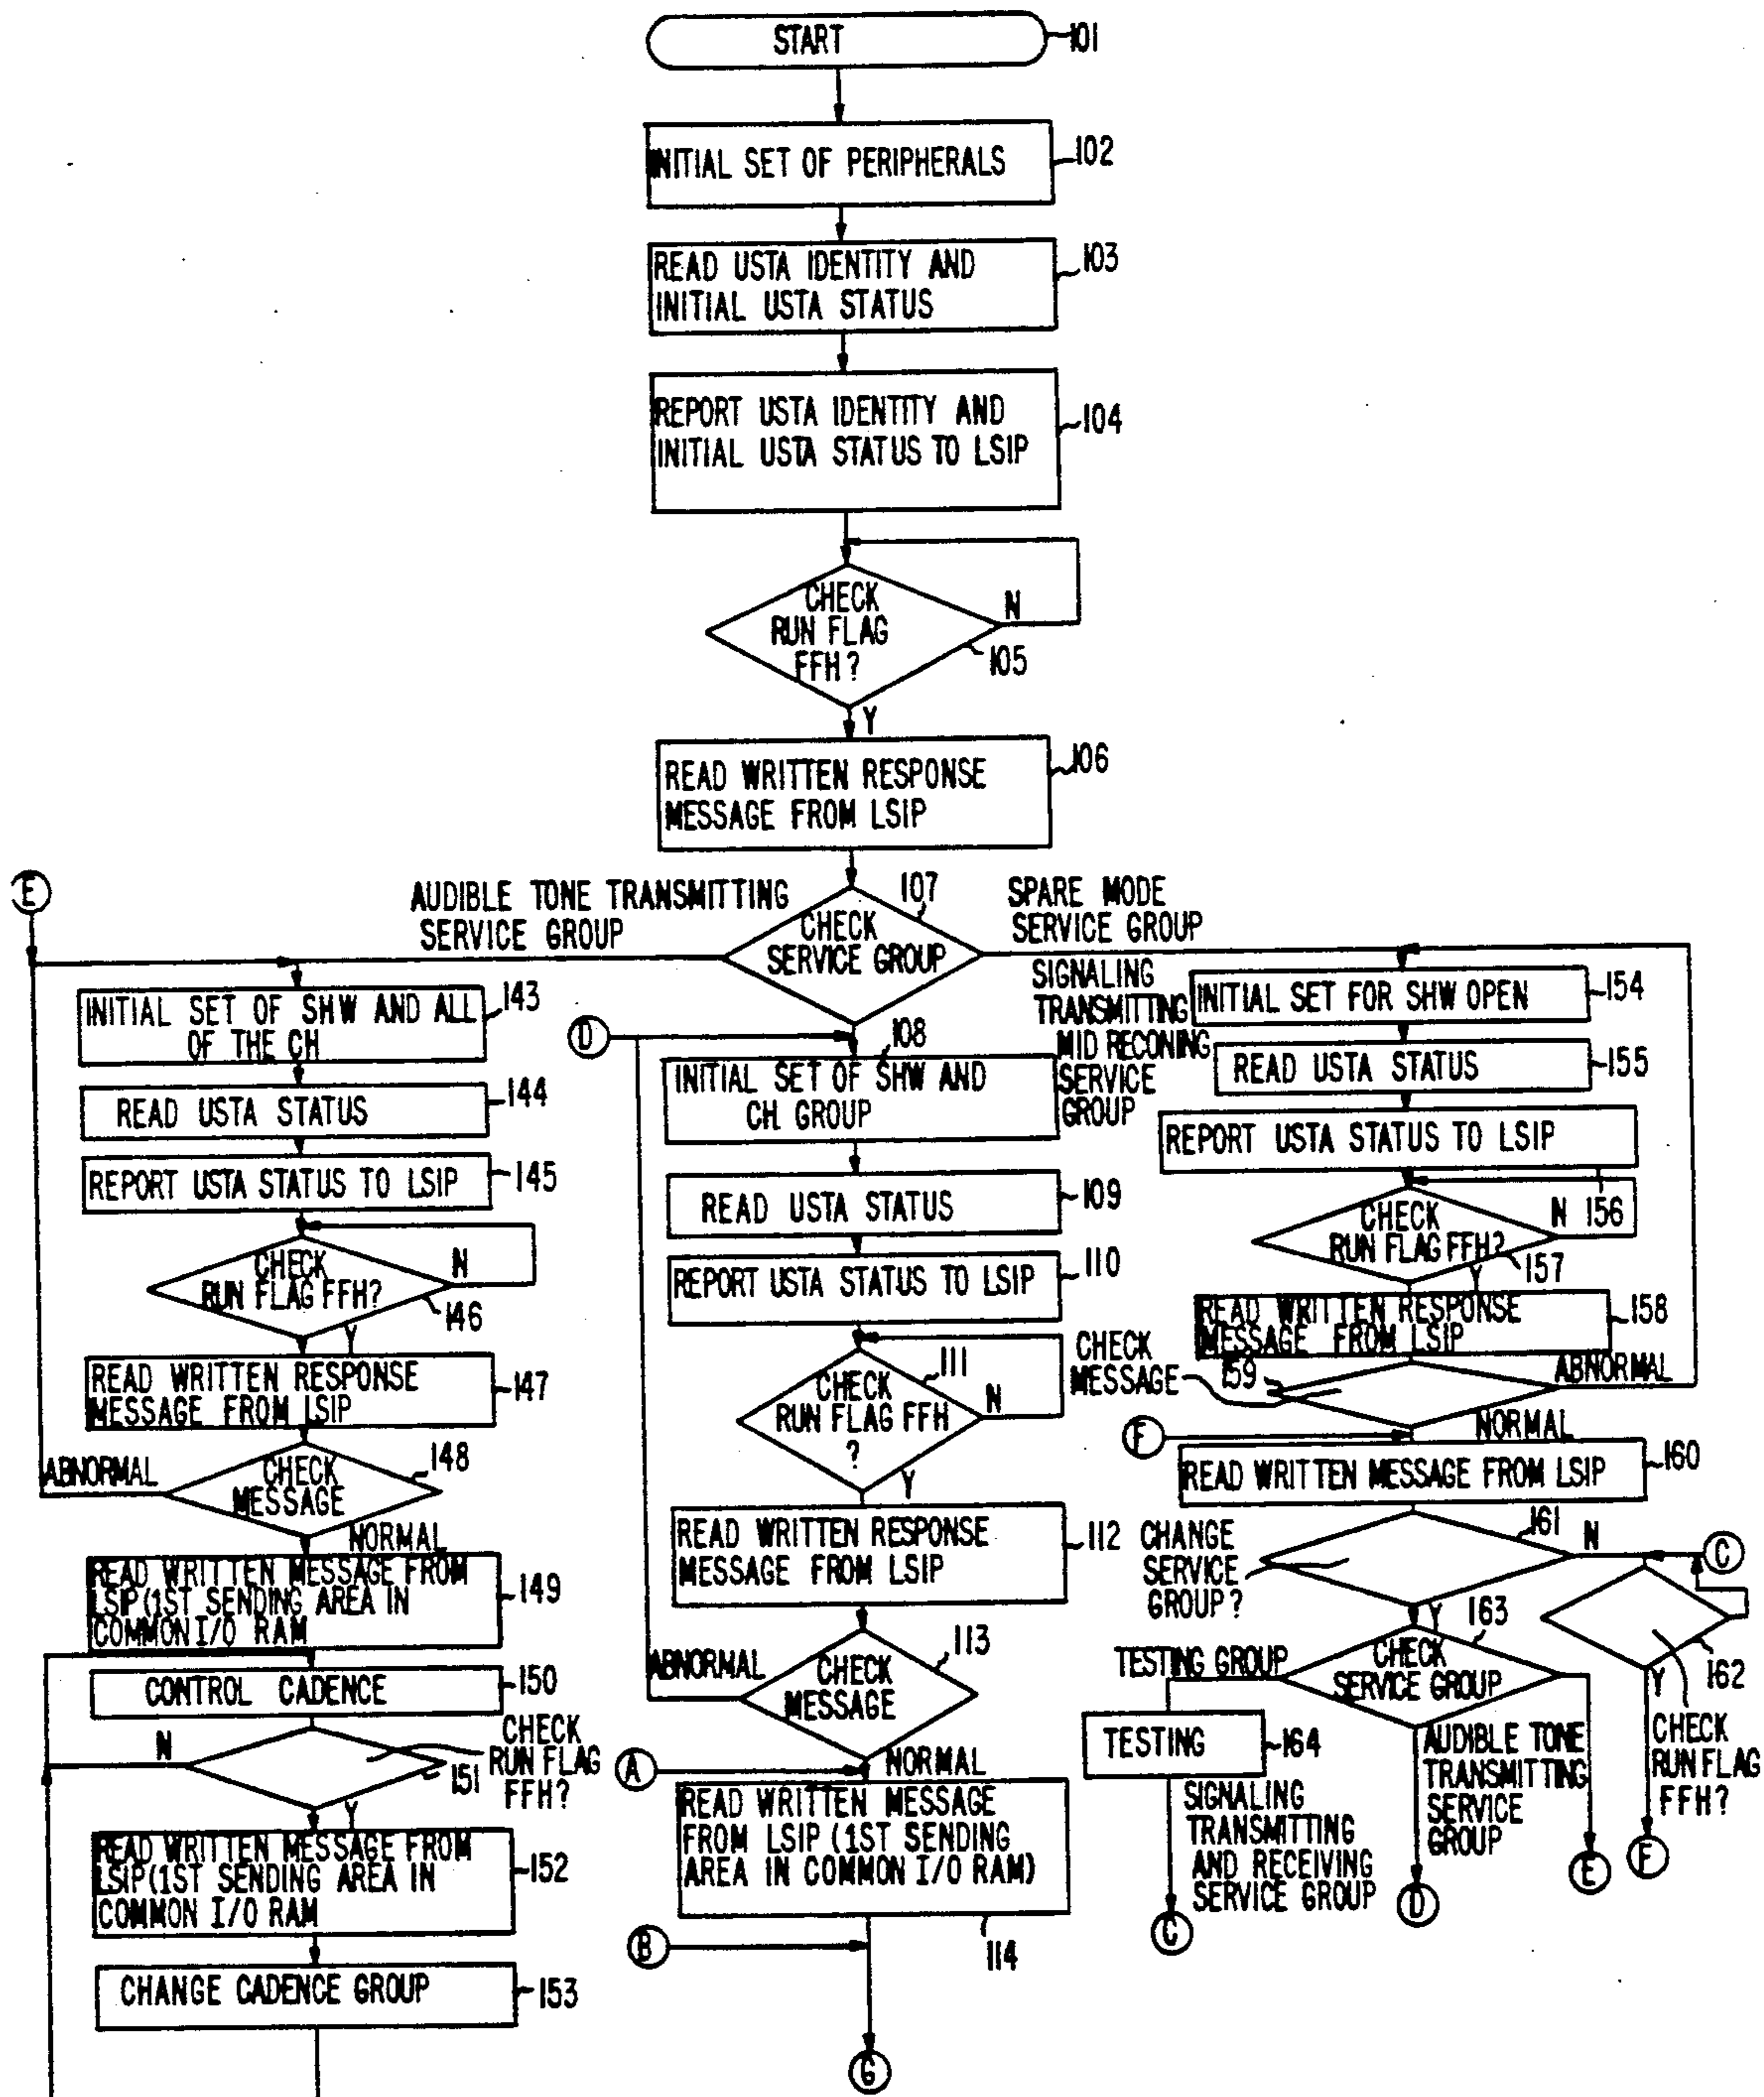 START
101
INITIAL SET OF PERIPHERALS
102
READ USTA IDENTITY AND
INITIAL USTA STATUS
103
REPORT USTA IDENTITY AND
INITIAL USTA STATUS TO LSIP
104
CHECK
RUN FLAG
FFH?
N
105
Y
READ WRITTEN RESPONSE
MESSAGE FROM LSIP
106
CHECK
SERVICE GROUP
107
AUDIBLE TONE TRANSMITTING
SERVICE GROUP
SPARE MODE
SERVICE GROUP
SIGNALING
TRANSMITTING
MID RECONING
SERVICE
GROUP
E
INITIAL SET OF SHW AND ALL
OF THE CH
143
READ USTA STATUS
144
REPORT USTA STATUS TO LSIP
145
CHECK
RUN FLAG FFH?
N
146
Y
READ WRITTEN RESPONSE
MESSAGE FROM LSIP
147
CHECK
MESSAGE
148
ABNORMAL
NORMAL
READ WRITTEN MESSAGE FROM
LSIP(1ST SENDING AREA IN
COMMON I/O RAM
149
CONTROL CADENCE
150
N
CHECK
RUN FLAG
FFH?
151
Y
READ WRITTEN MESSAGE FROM
LSIP(1ST SENDING AREA IN
COMMON I/O RAM
152
CHANGE CADENCE GROUP
153
D
108
INITIAL SET OF SHW AND
CH GROUP
READ USTA STATUS
109
REPORT USTA STATUS TO LSIP
110
CHECK
RUN FLAG FFH
?
111
N
Y
READ WRITTEN RESPONSE
MESSAGE FROM LSIP
112
CHECK
MESSAGE
113
ABNORMAL
NORMAL
A
READ WRITTEN MESSAGE
FROM LSIP (1ST SENDING
AREA IN COMMON I/O RAM)
114
B
G
INITIAL SET FOR SHW OPEN
154
READ USTA STATUS
155
REPORT USTA STATUS TO LSIP
156
CHECK
RUN FLAG FFH?
N
157
Y
READ WRITTEN RESPONSE
MESSAGE FROM LSIP
158
CHECK
MESSAGE
159
ABNORMAL
NORMAL
F
READ WRITTEN MESSAGE FROM LSIP
160
CHANGE
SERVICE
GROUP?
161
N
C
Y
162
Y
CHECK
RUN FLAG
FFH?
F
163
CHECK
SERVICE GROUP
TESTING GROUP
TESTING
164
SIGNALING
TRANSMITTING
AND RECEIVING
SERVICE GROUP
C
AUDIBLE TONE
TRANSMITTING
SERVICE
GROUP
D
E